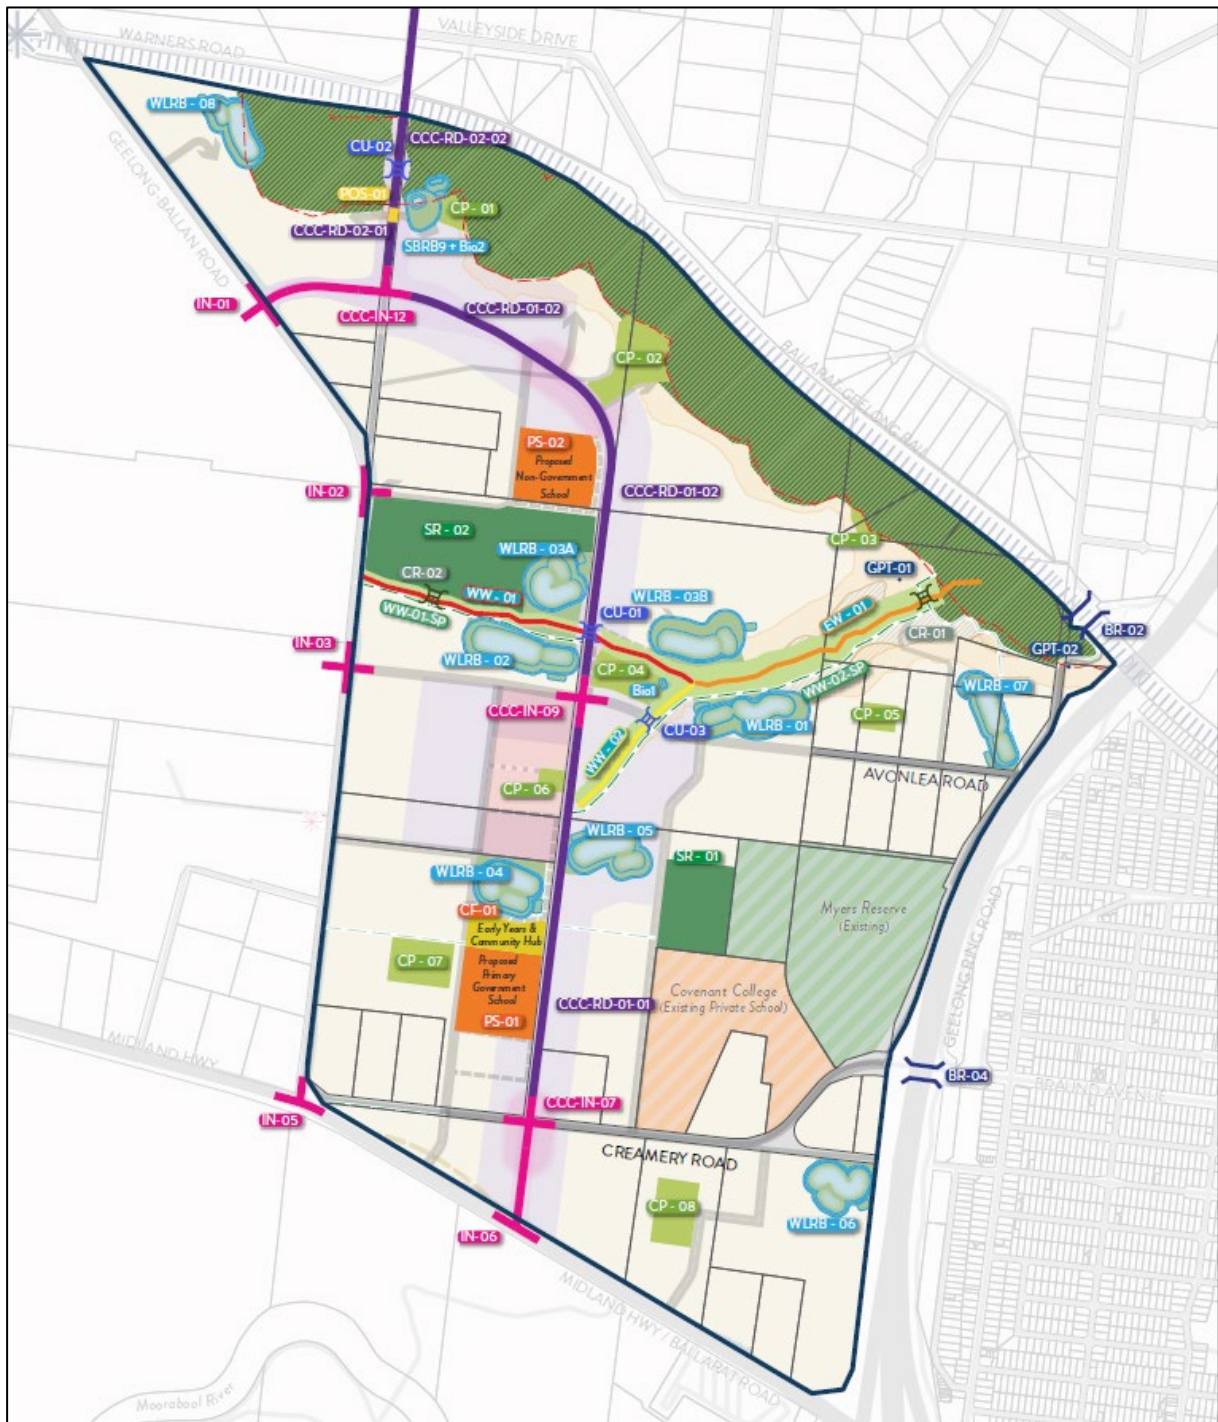 WARNERS ROAD
VALLEYSIDE DRIVE
WLRB - 08
CCC-RD-02-02
CU-02
GEELONG-BALLAN ROAD
POS-01
CP - 01
CCC-RD-02-01
SBRB9 + Bio2
IN-01
CCC-IN-12
CCC-RD-01-02
CP - 02
BALLARAT-GEELONG RAIL
PS-02
Proposed
Non-Government
School
IN-02
CCC-RD-01-02
SR - 02
CP - 03
WLRB - 03A
GPT-01
CR-02
WW - 01
WLRB - 03B
WW-01-SP
CU-01
EW - 01
CR-01
BR-02
IN-03
GPT-02
WLRB - 02
CP - 04
WW-02-SP
Bio1
WLRB - 07
CCC-IN-09
CP - 05
WLRB - 01
CU-03
WW - 02
AVONLEA ROAD
CP - 06
WLRB - 05
SR - 01
WLRB - 04
CF-01
Early Years &
Community Hub
Myers Reserve
(Existing)
GEELONG RING ROAD
CP - 07
Proposed
Primary
Government
School
PS-01
Covenant College
(Existing Private School)
CCC-RD-01-01
MIDLAND HWY
BR-04
CCC-IN-07
IN-05
CREAMERY ROAD
CP - 08
WLRB - 06
IN-06
MIDLAND HWY / BALLARAT ROAD
Moorabool River